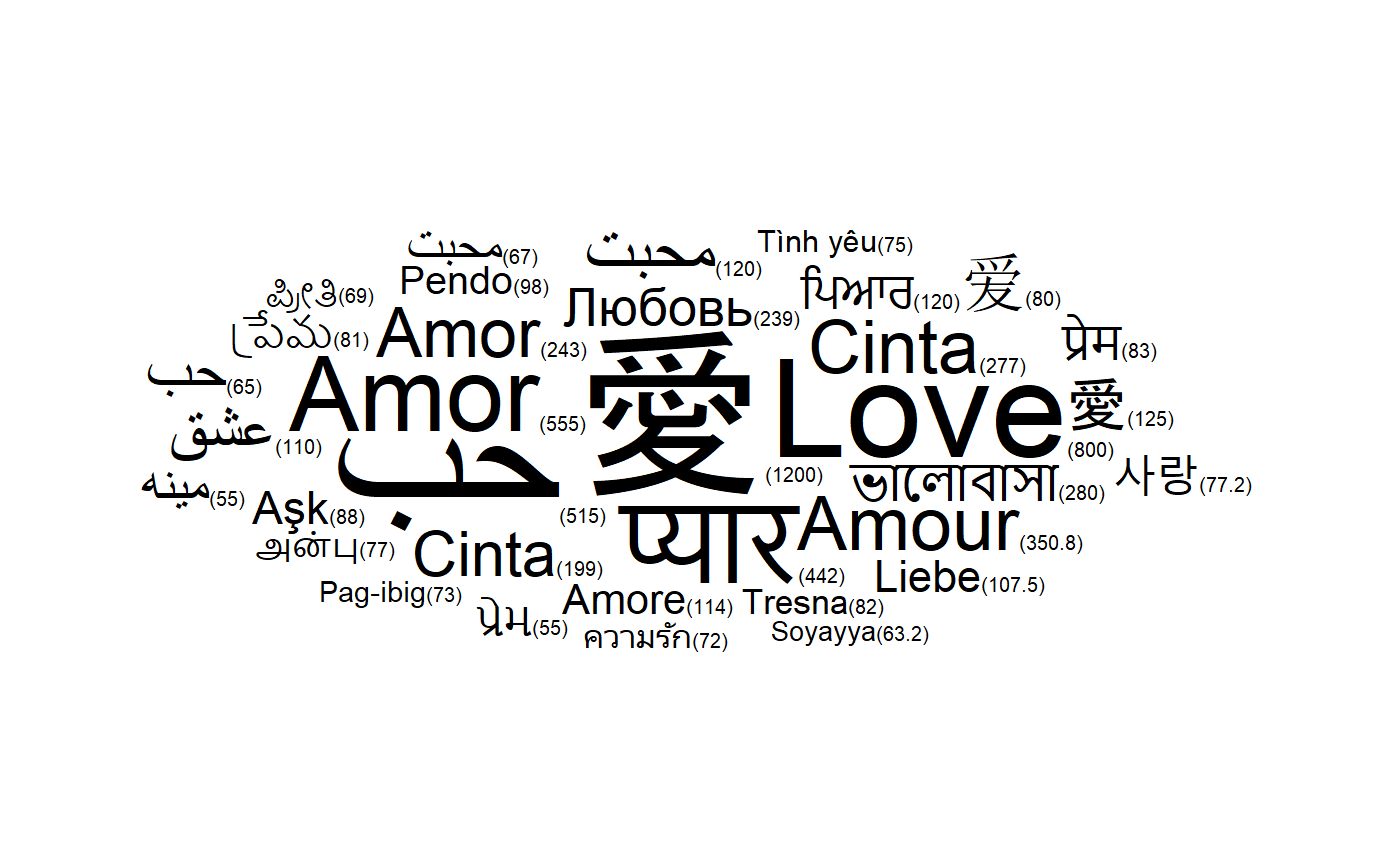 محبت(67)
محبت(120)
Tình yêu(75)
Pendo(98)
ಪ್ರೀತಿ(69)
Любовь(239)
ਪਿਆਰ(120)
爱(80)
ప్రేమ(81)
Amor(243)
Cinta(277)
प्रेम(83)
حب(65)
Amor(555)
愛(1200)
Love(800)
愛(125)
عشق(110)
حب(515)
ভালোবাসা(280)
사랑(77.2)
مينه(55)
Aşk(88)
प्यार(442)
Amour(350.8)
அன்பு(77)
Cinta(199)
Liebe(107.5)
Pag-ibig(73)
પ્રેમ(55)
Amore(114)
Tresna(82)
ความรัก(72)
Soyayya(63.2)